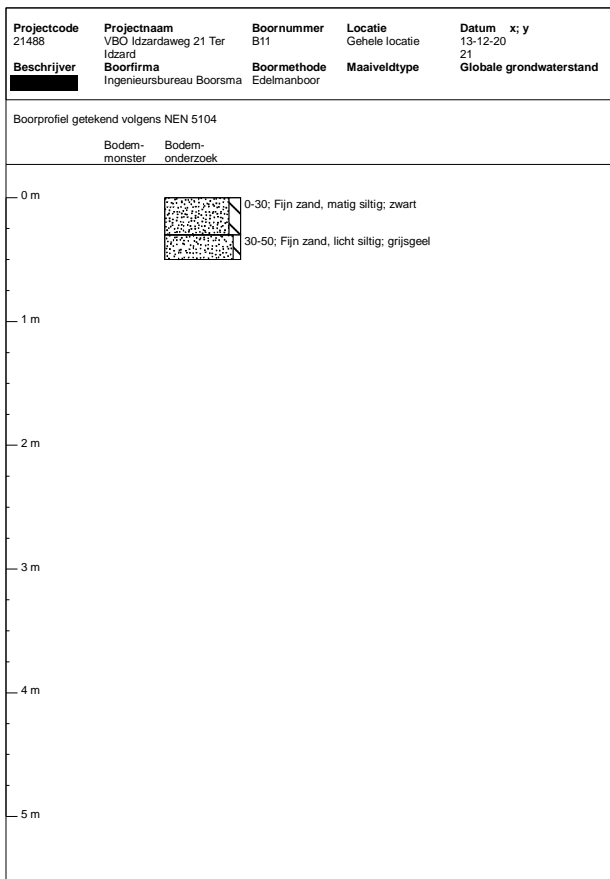 Projectcode Projectnaam Boornummer Locatie Datum x; y
21488 VBO Idzardaweg 21 Ter B11 Gehele locatie 13-12-20
Idzard 21
Beschrijver Boorfirma Boormethode Maaiveldtype Globale grondwaterstand
Ingenieursbureau Boorsma Edelmanboor
Boorprofiel getekend volgens NEN 5104
Bodem- Bodem-
monster onderzoek
0 m
0-30; Fijn zand, matig siltig; zwart
30-50; Fijn zand, licht siltig; grijsgeel
1 m
2 m
3 m
4 m
5 m